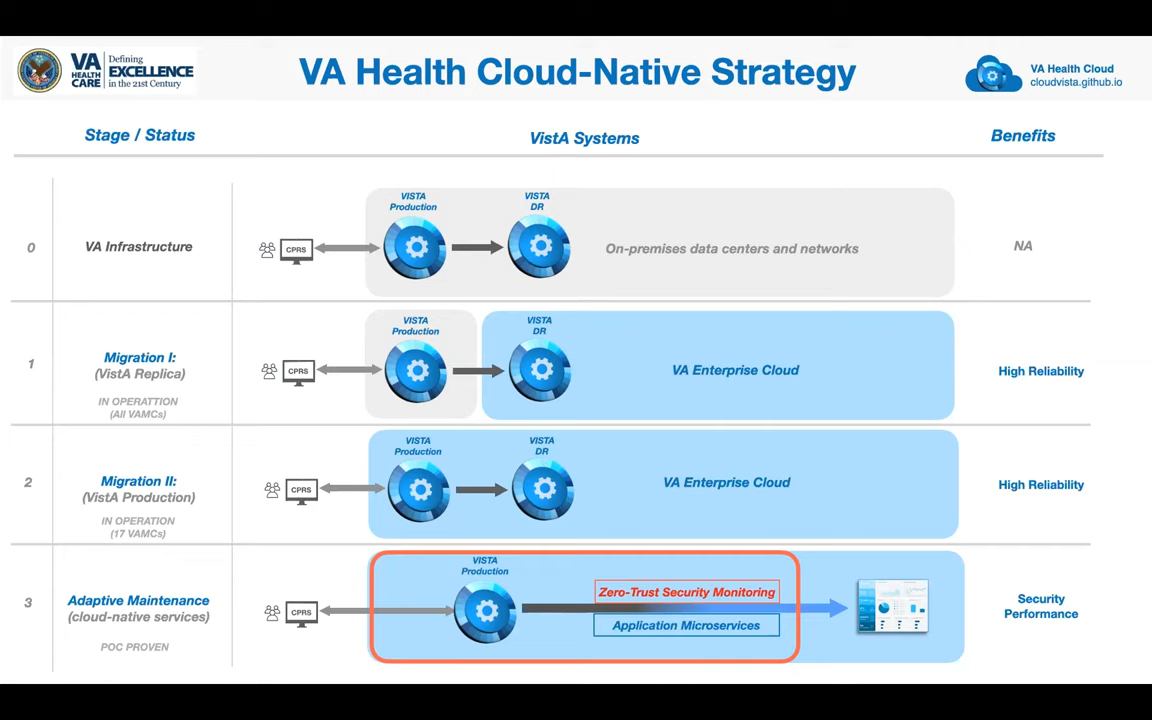 VA
HEALTH
CARE
Defining
EXCELLENCE
in the 21st Century
VA Health Cloud-Native Strategy
VA Health Cloud
cloudvista.github.io
Stage / Status
VistA Systems
Benefits
0
VA Infrastructure
CPRS
VISTA
Production
VISTA
DR
On-premises data centers and networks
NA
1
Migration I:
(VistA Replica)
IN OPERATTION
(All VAMCs)
CPRS
VISTA
Production
VISTA
DR
VA Enterprise Cloud
High Reliability
2
Migration II:
(VistA Production)
IN OPERATION
(17 VAMCs)
CPRS
VISTA
Production
VISTA
DR
VA Enterprise Cloud
High Reliability
3
Adaptive Maintenance
(cloud-native services)
POC PROVEN
CPRS
VISTA
Production
Zero-Trust Security Monitoring
Application Microservices
Security
Performance